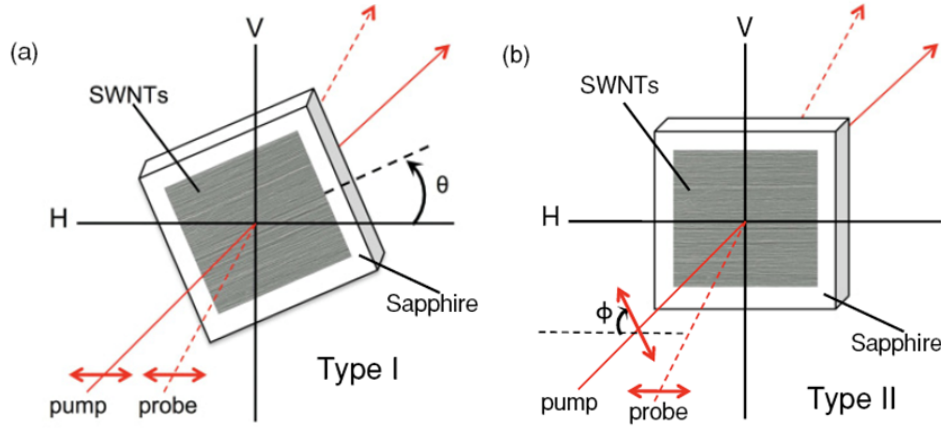 (a)
V
SWNTs
θ
H
Sapphire
Type I
pump
probe
(b)
V
SWNTs
H
ϕ
Sapphire
pump
probe
Type II